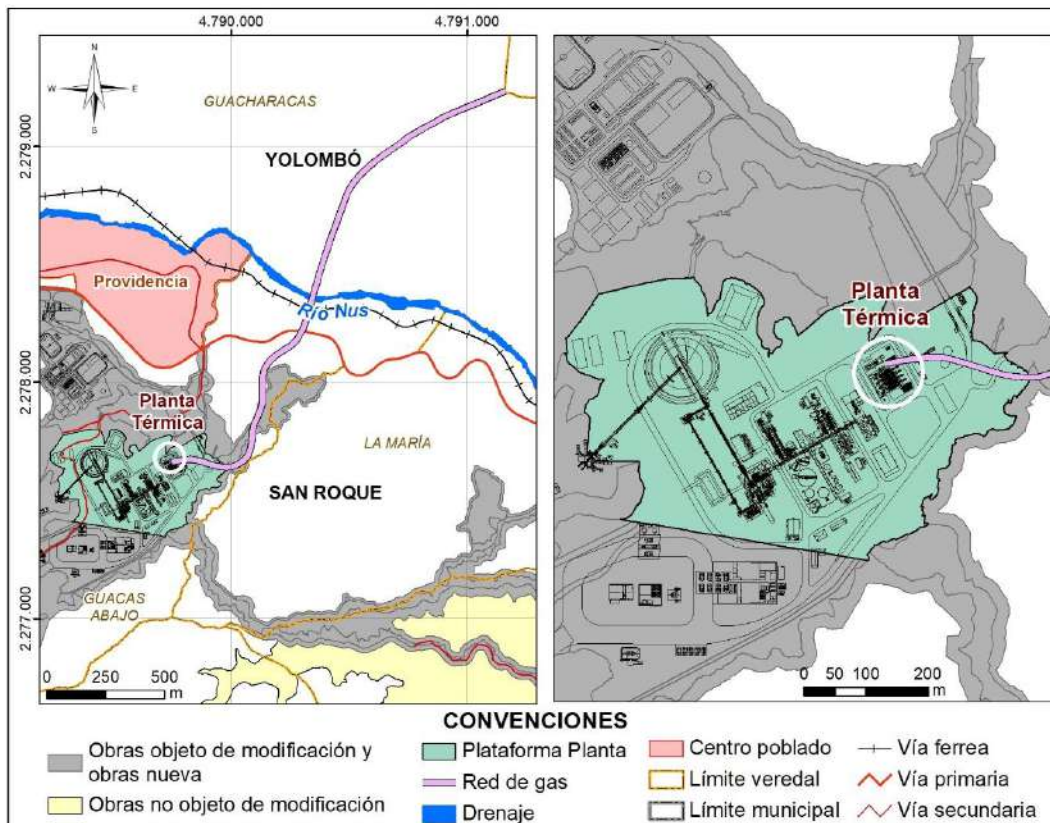 4.790.000
4.791.000
N
W
E
S
GUACHARACAS
2.279.000
YOLOMBÓ
Providencia
Río Nus
2.278.000
Planta
Térmica
LA MARÍA
SAN ROQUE
GUACAS
ABAJO
2.277.000
0 250 500
m
Planta
Térmica
0 50 100 200
m
CONVENCIONES
Obras objeto de modificación y
obras nueva
Obras no objeto de modificación
Plataforma Planta
Red de gas
Drenaje
Centro poblado
Límite veredal
Límite municipal
Vía ferrea
Vía primaria
Vía secundaria